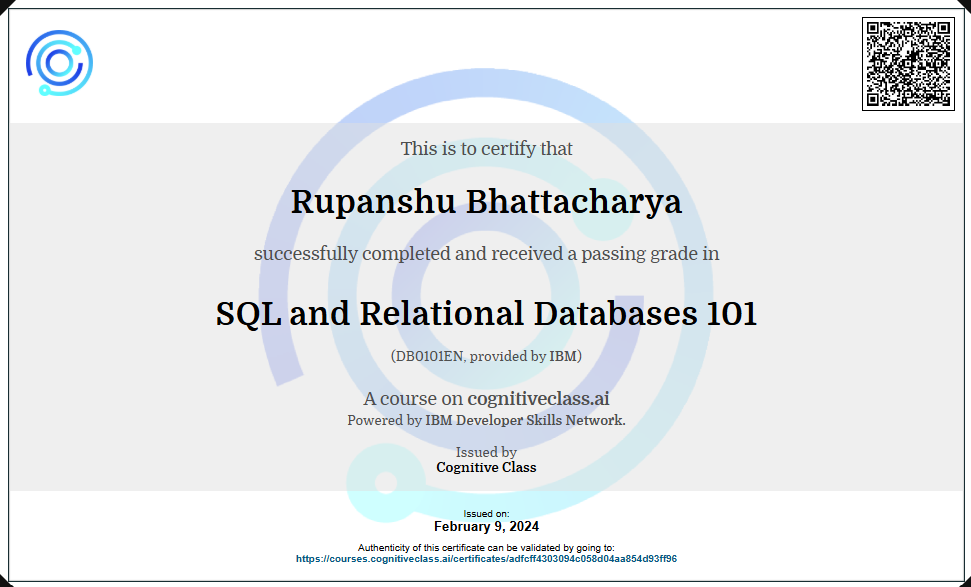 This is to certify that
Rupanshu Bhattacharya
successfully completed and received a passing grade in
SQL and Relational Databases 101
(DB0101EN, provided by IBM)
A course on cognitiveclass.ai
Powered by IBM Developer Skills Network.
Issued by
Cognitive Class
Issued on:
February 9, 2024
Authenticity of this certificate can be validated by going to:
https://courses.cognitiveclass.ai/certificates/adfcff4303094c058d04aa854d93ff96